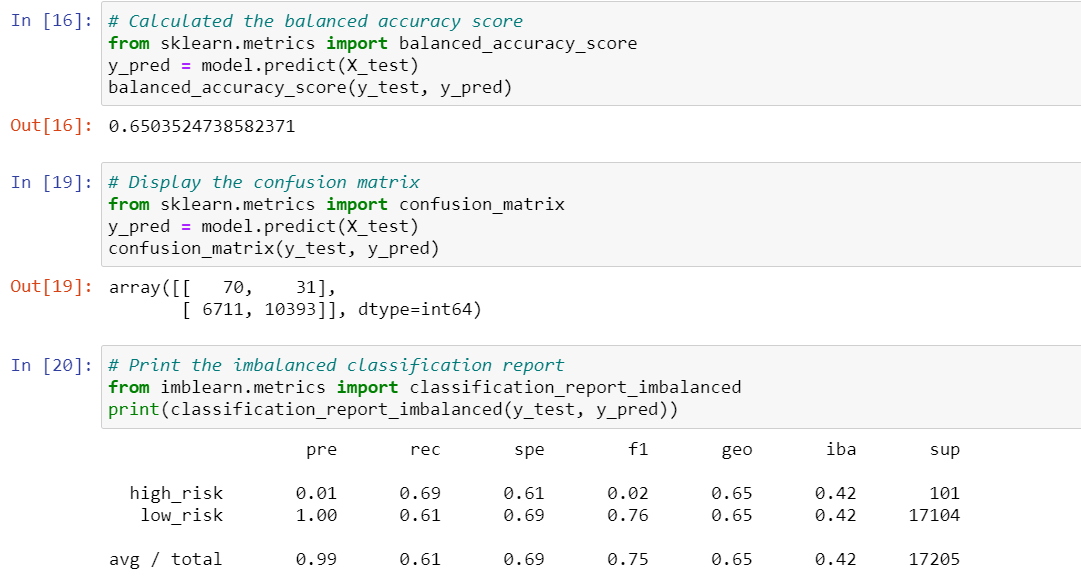 In [16]: # Calculated the balanced accuracy score
from sklearn.metrics import balanced_accuracy_score
y_pred = model.predict(X_test)
balanced_accuracy_score(y_test, y_pred)
Out[16]: 0.6503524738582371
In [19]: # Display the confusion matrix
from sklearn.metrics import confusion_matrix
y_pred = model.predict(X_test)
confusion_matrix(y_test, y_pred)
Out[19]: array([[   70,    31],
       [ 6711, 10393]], dtype=int64)
In [20]: # Print the imbalanced classification report
from imblearn.metrics import classification_report_imbalanced
print(classification_report_imbalanced(y_test, y_pred))
pre rec spe f1 geo iba sup
high_risk 0.01 0.69 0.61 0.02 0.65 0.42 101
low_risk 1.00 0.61 0.69 0.76 0.65 0.42 17104
avg / total 0.99 0.61 0.69 0.75 0.65 0.42 17205